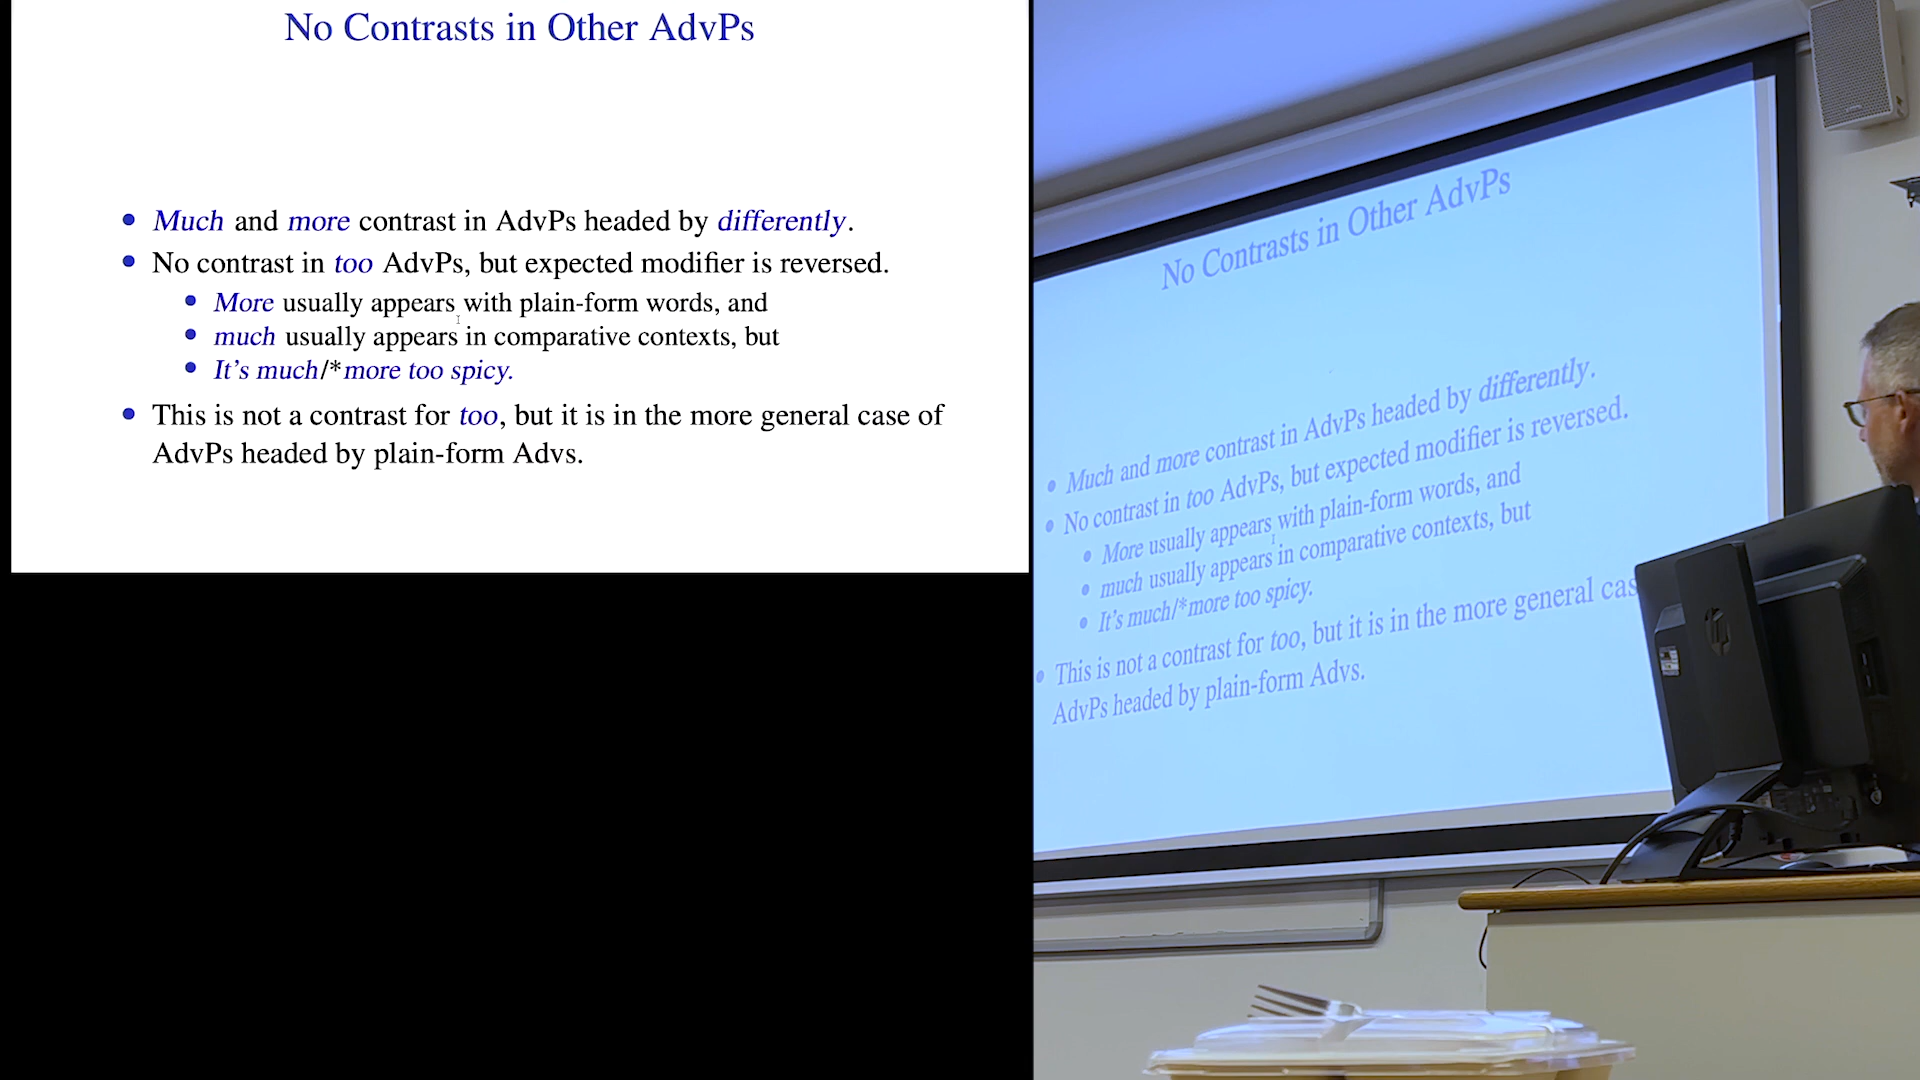 No Contrasts in Other AdvPs
• Much and more contrast in AdvPs headed by differently.
• No contrast in too AdvPs, but expected modifier is reversed.
• More usually appears with plain-form words, and
• much usually appears in comparative contexts, but
• It's much/*more too spicy.
• This is not a contrast for too, but it is in the more general case of
AdvPs headed by plain-form Advs.
No Contrasts in Other AdvPs
• Much and more contrast in AdvPs headed by differently.
• No contrast in too AdvPs, but expected modifier is reversed.
• More usually appears with plain-form words, and
• much usually appears in comparative contexts, but
• It's much/*more too spicy.
• This is not a contrast for too, but it is in the more general cas
AdvPs headed by plain-form Advs.
hp